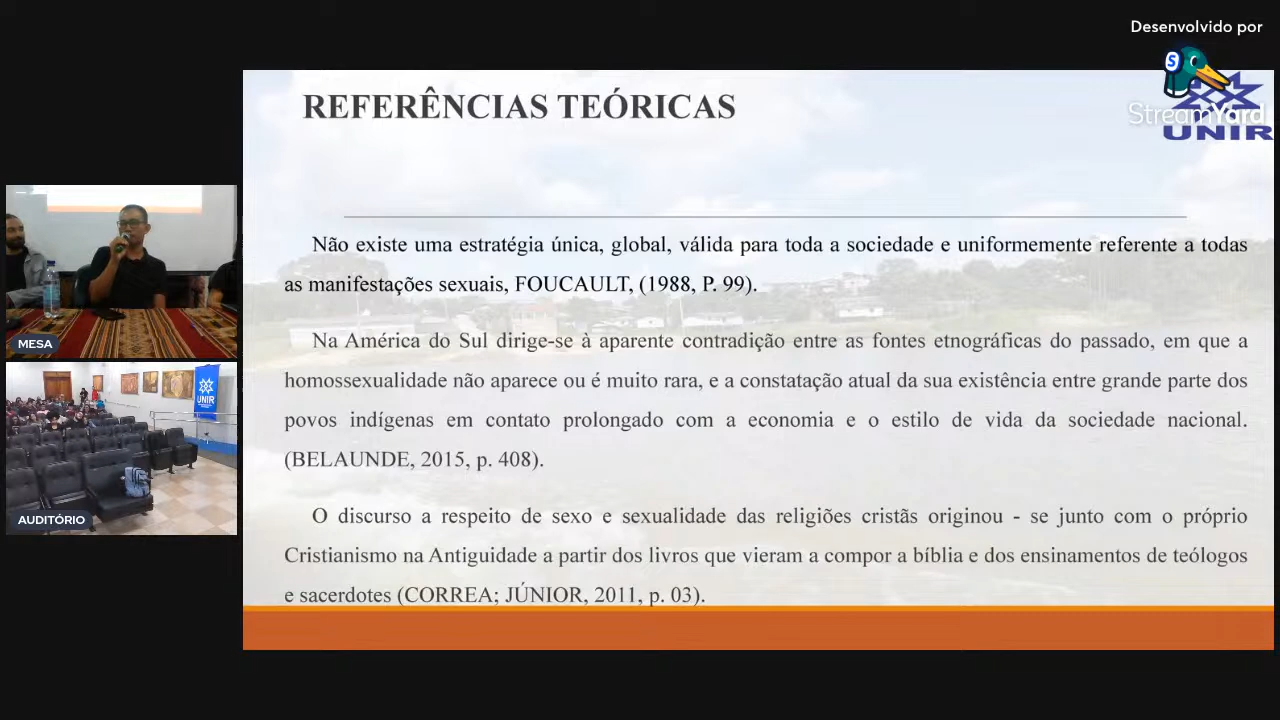 Desenvolvido por
S
StreamYard
UNIR
REFERÊNCIAS TEÓRICAS
Não existe uma estratégia única, global, válida para toda a sociedade e uniformemente referente a todas
as manifestações sexuais, FOUCAULT, (1988, P. 99).
Na América do Sul dirige-se à aparente contradição entre as fontes etnográficas do passado, em que a
homossexualidade não aparece ou é muito rara, e a constatação atual da sua existência entre grande parte dos
povos indígenas em contato prolongado com a economia e o estilo de vida da sociedade nacional.
(BELAUNDE, 2015, p. 408).
O discurso a respeito de sexo e sexualidade das religiões cristãs originou - se junto com o próprio
Cristianismo na Antiguidade a partir dos livros que vieram a compor a bíblia e dos ensinamentos de teólogos
e sacerdotes (CORREA; JÚNIOR, 2011, p. 03).
MESA
UNIR
AUDITÓRIO